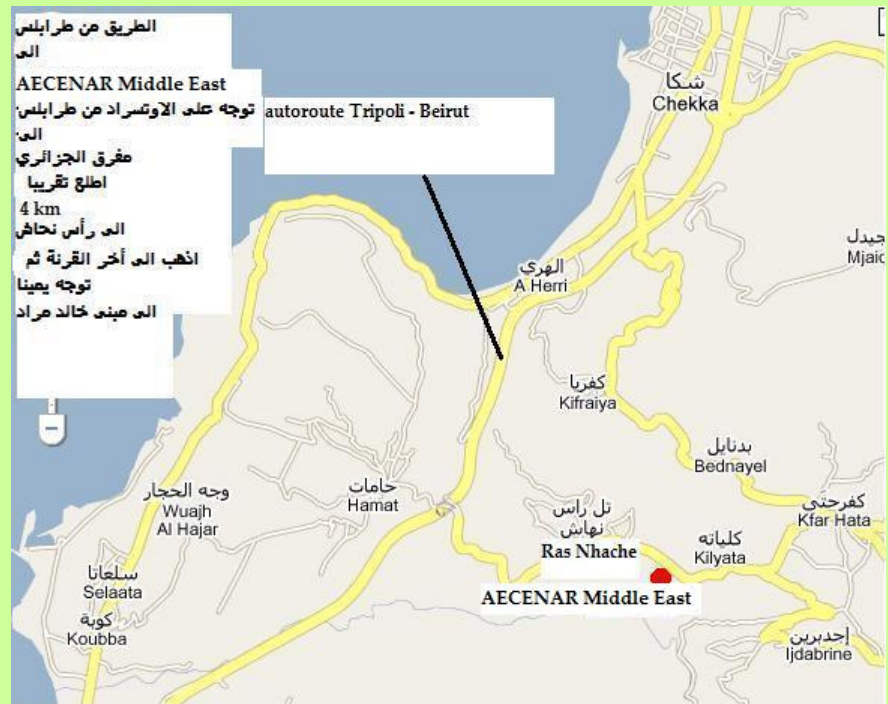 الطريق من طرابلس
الى
AECENAR Middle East
توجه على الاوتسراد من طرابلس
الى
مفرق الجزائري
اطلع تقريبا
4 km
الى رأس نحاش
اذهب الى أخر القرنة ثم
توجه يمينا
الى مبنى خالد مراد
autoroute Tripoli - Beirut
شكا
Chekka
جيدل
Mjaic
الهري
A Herri
كفريا
Kifraiya
بدنايل
Bednayel
وجه الحجار
Wuajh
Al Hajar
حامات
Hamat
تل راس
نهاش
Ras Nhache
كفرحتى
Kfar Hata
كلياته
Kilyata
AECENAR Middle East
سلعاتا
Selaata
كوبة
Koubba
إجدبرين
Ijdabrine